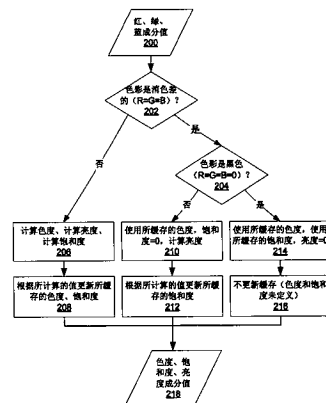 红、绿、
蓝成分值
200
色彩是消色差
的（R=G=B）？
202
是
否
色彩是黑色
（R=G=B=0）？
204
否
是
计算色度、计算亮度、
计算饱和度
206
使用所缓存的色度，饱和
度=0，计算亮度
210
使用所缓存的色度，使用
所缓存的饱和度，亮度=0
214
根据所计算的值更新所缓
存的色度、饱和度
208
根据所计算的值更新所缓
存的饱和度
212
不更新缓存（色度和饱和
度未定义）
216
色度、饱
和度、亮
度成分值
218